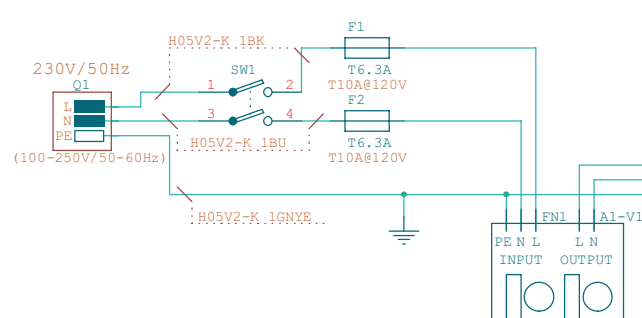 F1
H05V2-K 1BK
230V/50Hz
SW1
T6.3A
Q1
1
2
T10A@120V
F2
L
N
3
4
PE
H05V2-K 1BU
T6.3A
(100-250V/50-60Hz)
T10A@120V
H05V2-K 1GNYE
FN1
A1-V1
PE N L
L N
INPUT
OUTPUT